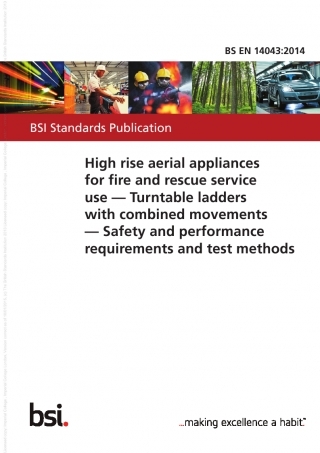 BS EN 14043:2014
BSI Standards Publication
High rise aerial appliances
for fire and rescue service
use — Turntable ladders
with combined movements
— Safety and performance
requirements and test methods
bsi.
...making excellence a habit.™